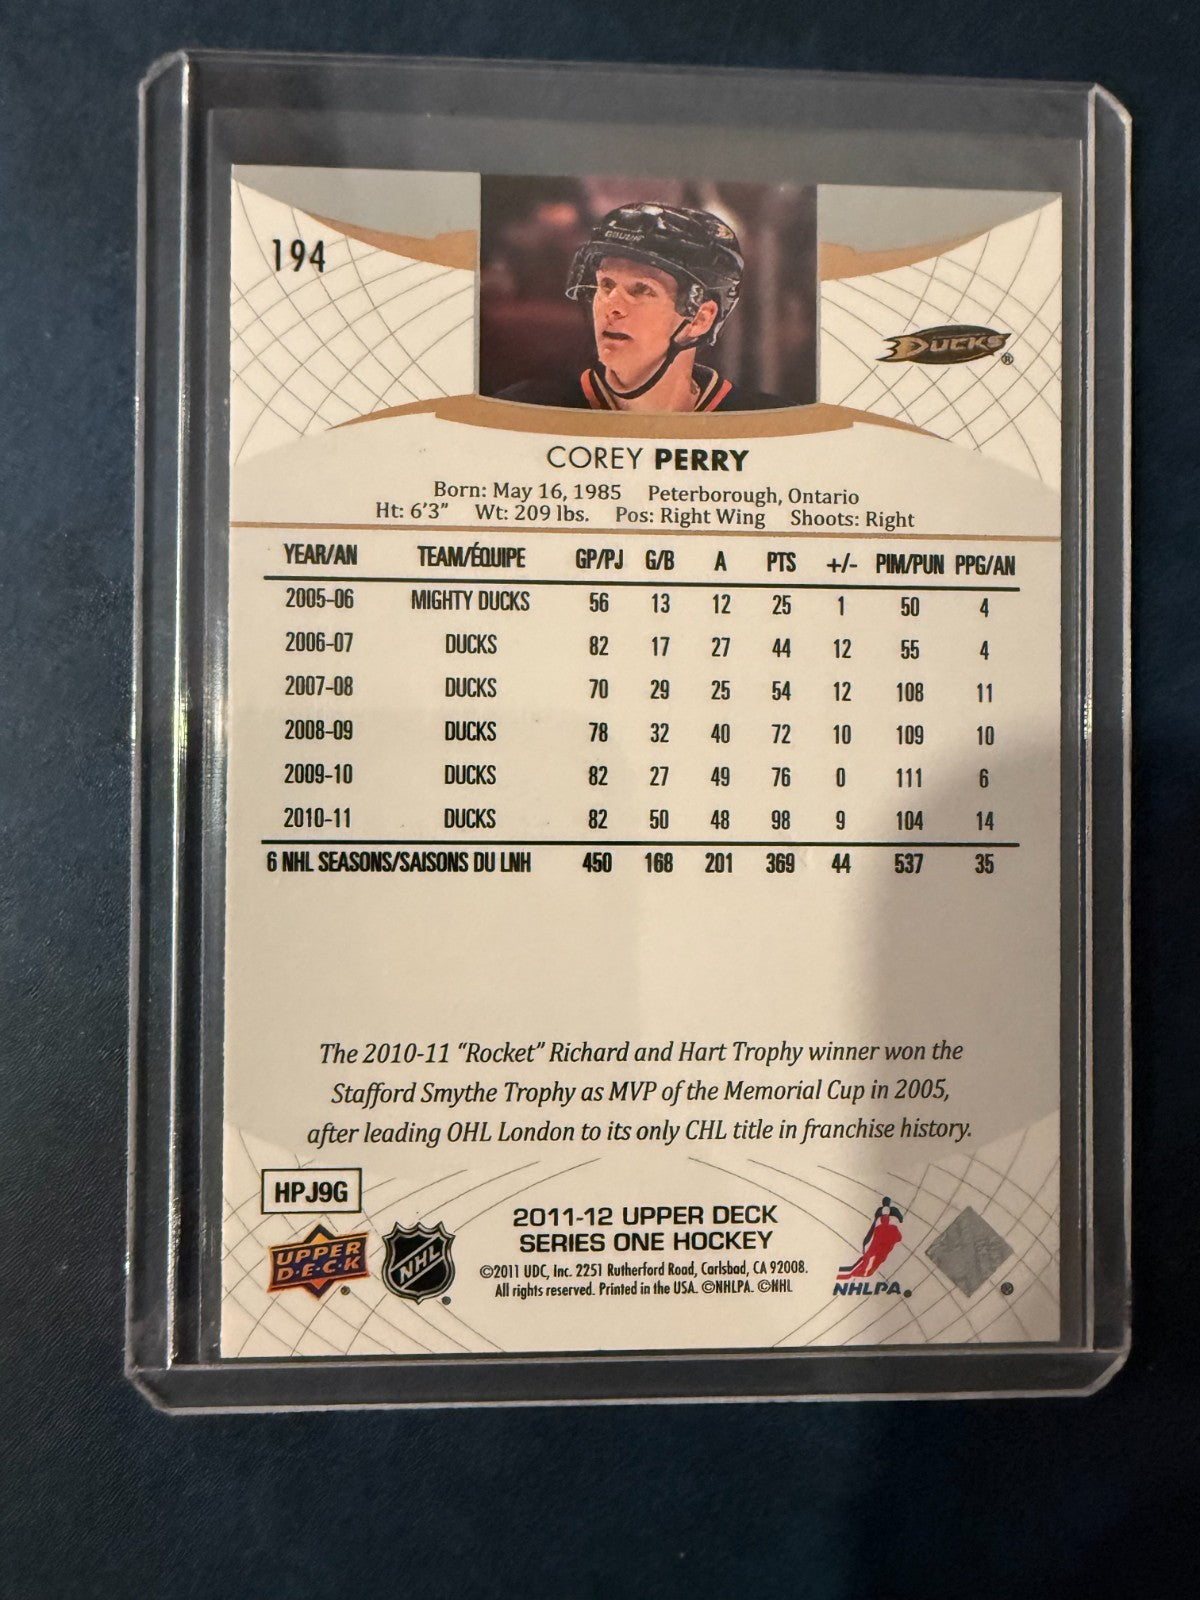 194
BAUER
DUCKS®
COREY PERRY
Born: May 16, 1985 Peterborough, Ontario
Ht: 6'3" Wt: 209 lbs. Pos: Right Wing Shoots: Right
YEAR/AN TEAM/ÉQUIPE GP/PJ G/B A PTS +/- PIM/PUN PPG/AN
2005-06 MIGHTY DUCKS 56 13 12 25 1 50 4
2006-07 DUCKS 82 17 27 44 12 55 4
2007-08 DUCKS 70 29 25 54 12 108 11
2008-09 DUCKS 78 32 40 72 10 109 10
2009-10 DUCKS 82 27 49 76 0 111 6
2010-11 DUCKS 82 50 48 98 9 104 14
6 NHL SEASONS/SAISONS DU LNH 450 168 201 369 44 537 35
The 2010-11 "Rocket" Richard and Hart Trophy winner won the
Stafford Smythe Trophy as MVP of the Memorial Cup in 2005,
after leading OHL London to its only CHL title in franchise history.
HPJ9G
UPPER
D·E·C·K®
NHL®
2011-12 UPPER DECK
SERIES ONE HOCKEY
©2011 UDC, Inc. 2251 Rutherford Road, Carlsbad, CA 92008.
All rights reserved. Printed in the USA. ©NHLPA. ©NHL
NHLPA®
®